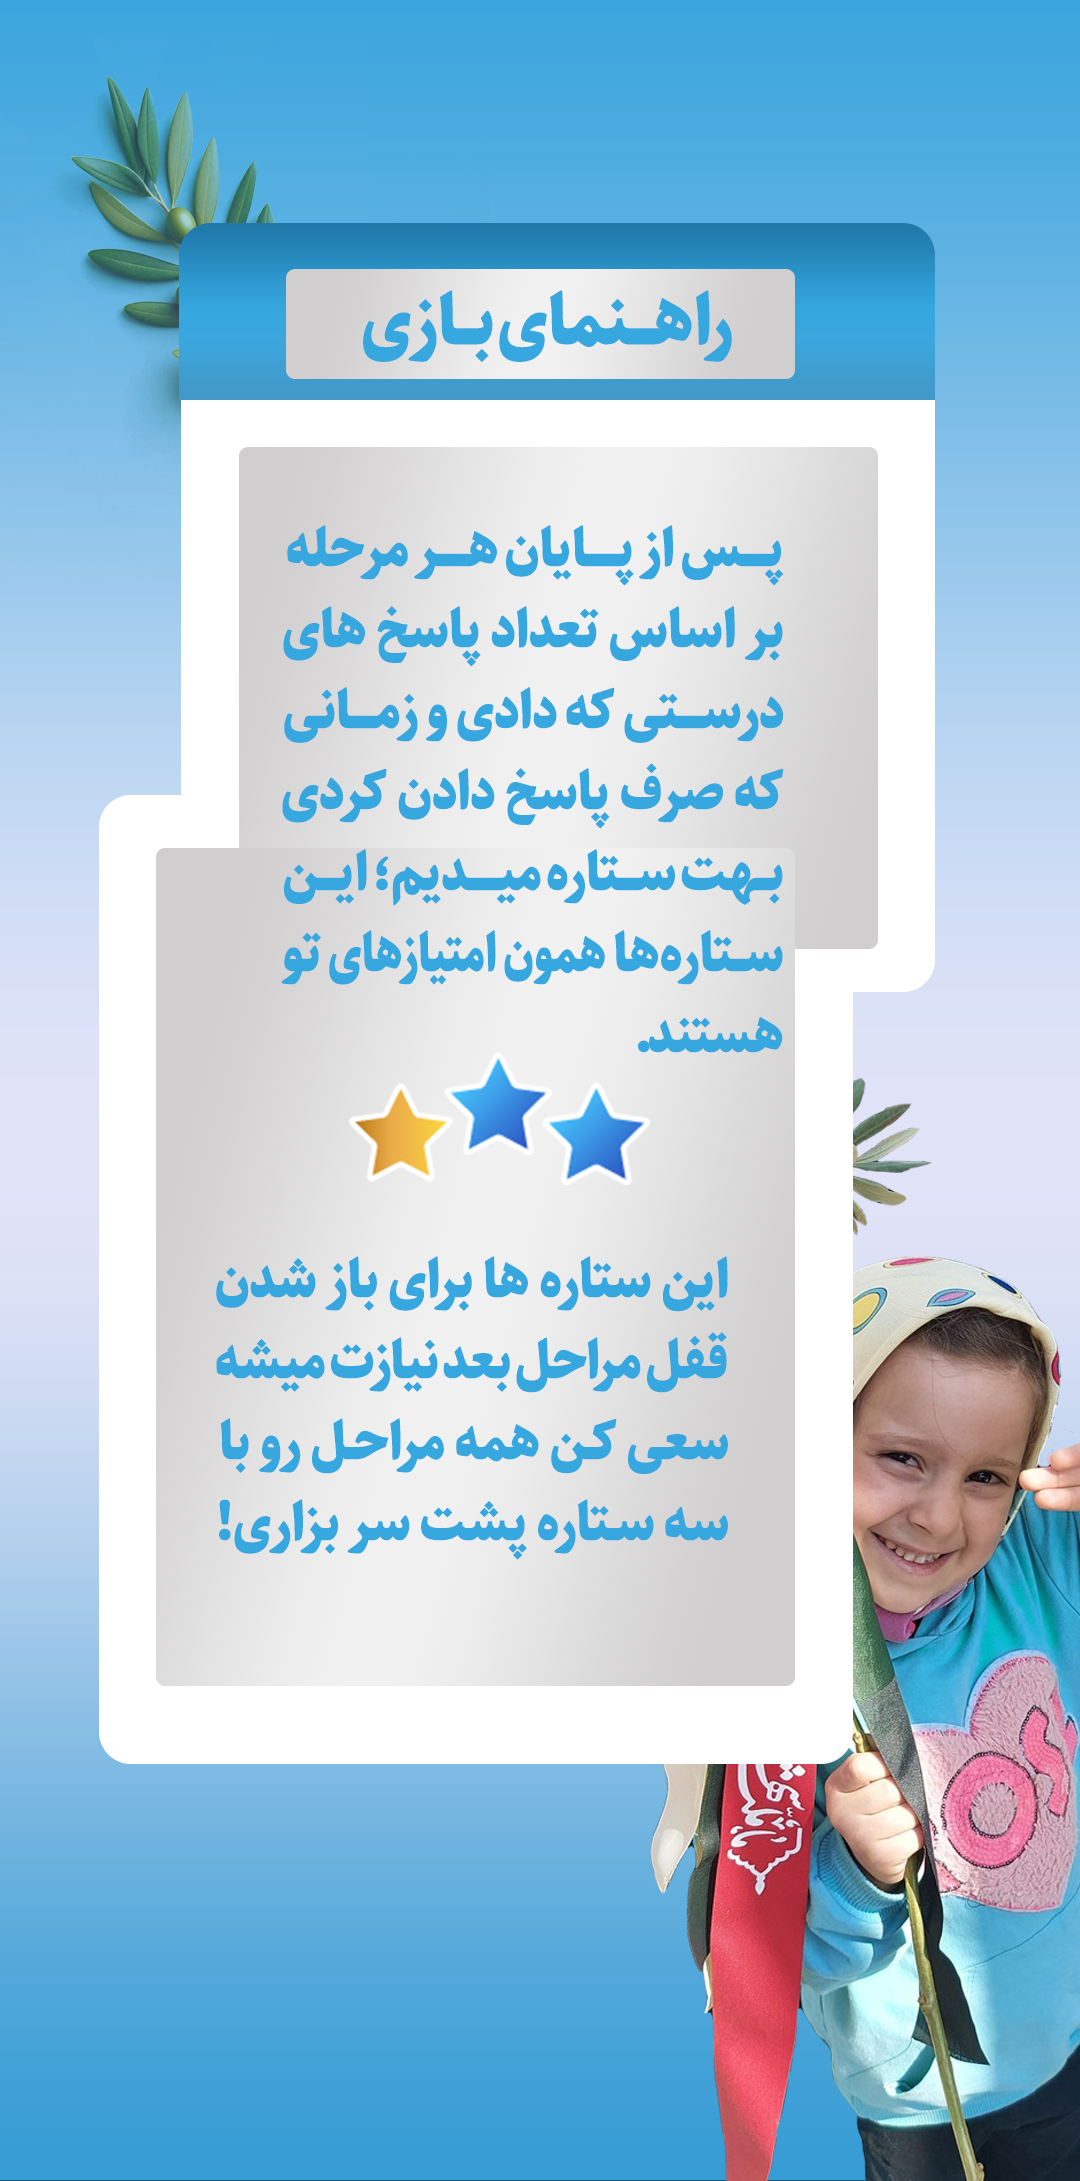 راهنمای بازی
پس از پایان هر مرحله
بر اساس تعداد پاسخ های
درستی که دادی و زمانی
که صرف پاسخ دادن کردی
بهت ستاره میدیم؛ این
ستاره‌ها همون امتیازهای تو
هستند.
این ستاره ها برای باز شدن
قفل مراحل بعد نیازت میشه
سعی کن همه مراحل رو با
سه ستاره پشت سر بزاری!